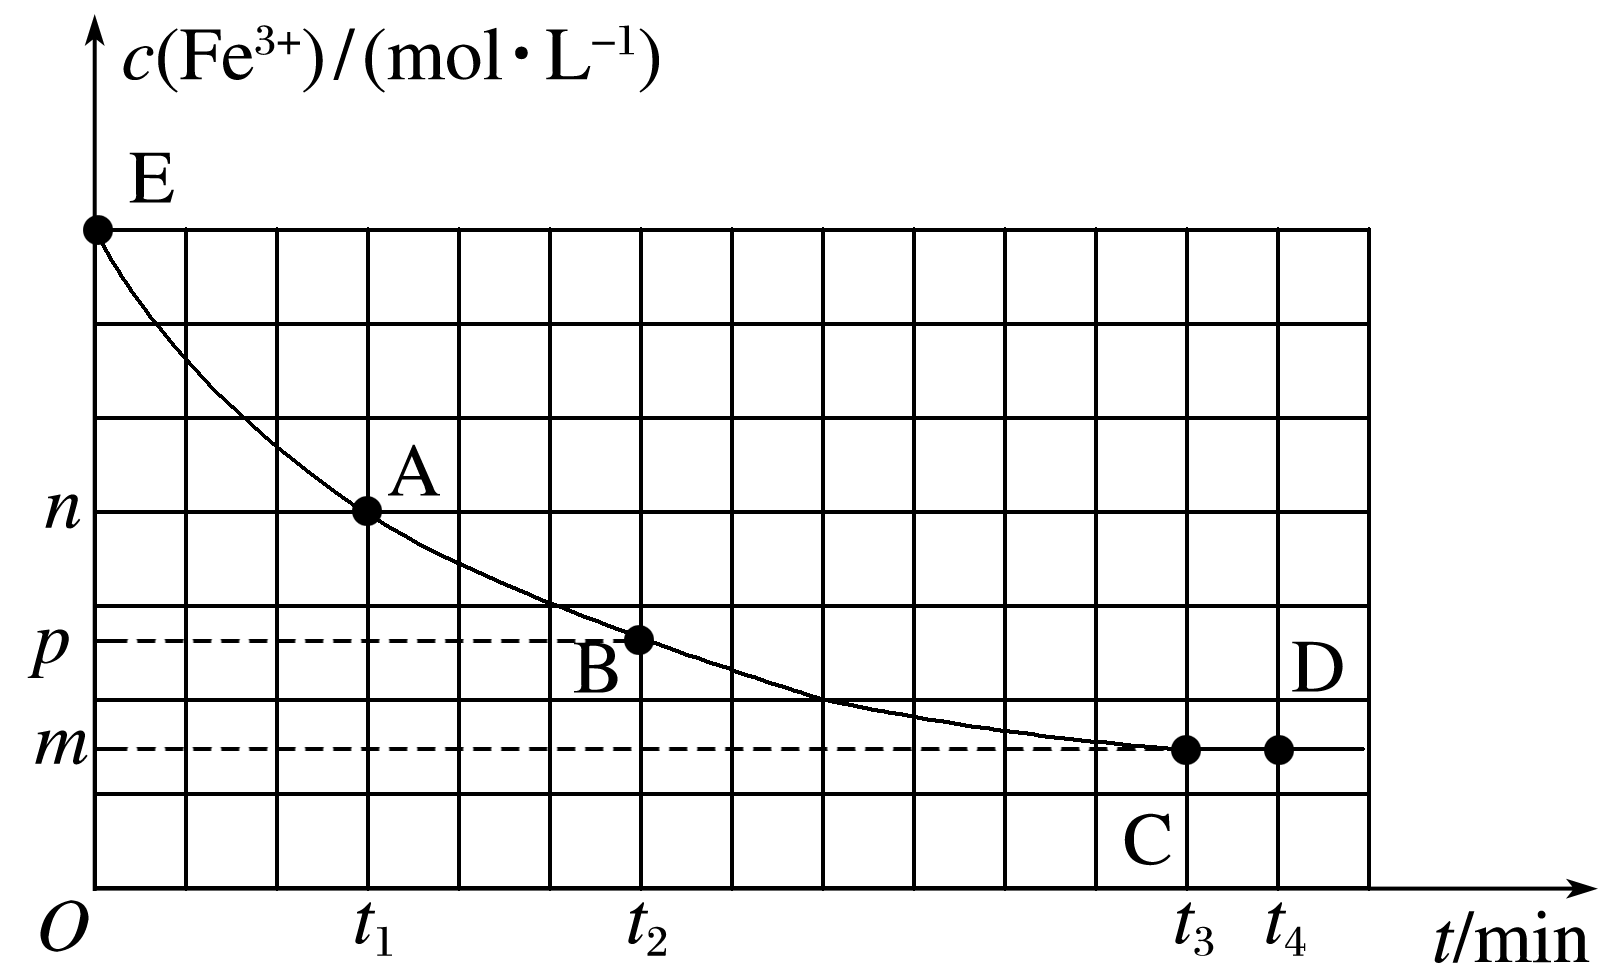 c(Fe³⁺)/(mol·L⁻¹)
E
A
n
p
B
D
m
C
O
t₁
t₂
t₃
t₄
t/min